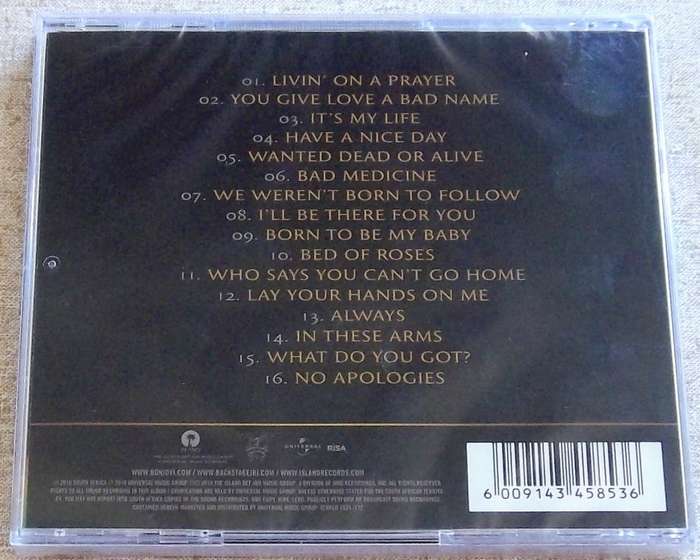 01. LIVIN' ON A PRAYER
02. YOU GIVE LOVE A BAD NAME
03. IT'S MY LIFE
04. HAVE A NICE DAY
05. WANTED DEAD OR ALIVE
06. BAD MEDICINE
07. WE WEREN'T BORN TO FOLLOW
08. I'LL BE THERE FOR YOU
09. BORN TO BE MY BABY
10. BED OF ROSES
11. WHO SAYS YOU CAN'T GO HOME
12. LAY YOUR HANDS ON ME
13. ALWAYS
14. IN THESE ARMS
15. WHAT DO YOU GOT?
16. NO APOLOGIES
UNIVERSAL RISA
WWW.BONJOVI.COM / WWW.BACKSTAGEJBJ.COM / WWW.ISLANDRECORDS.COM
6 009143 458536